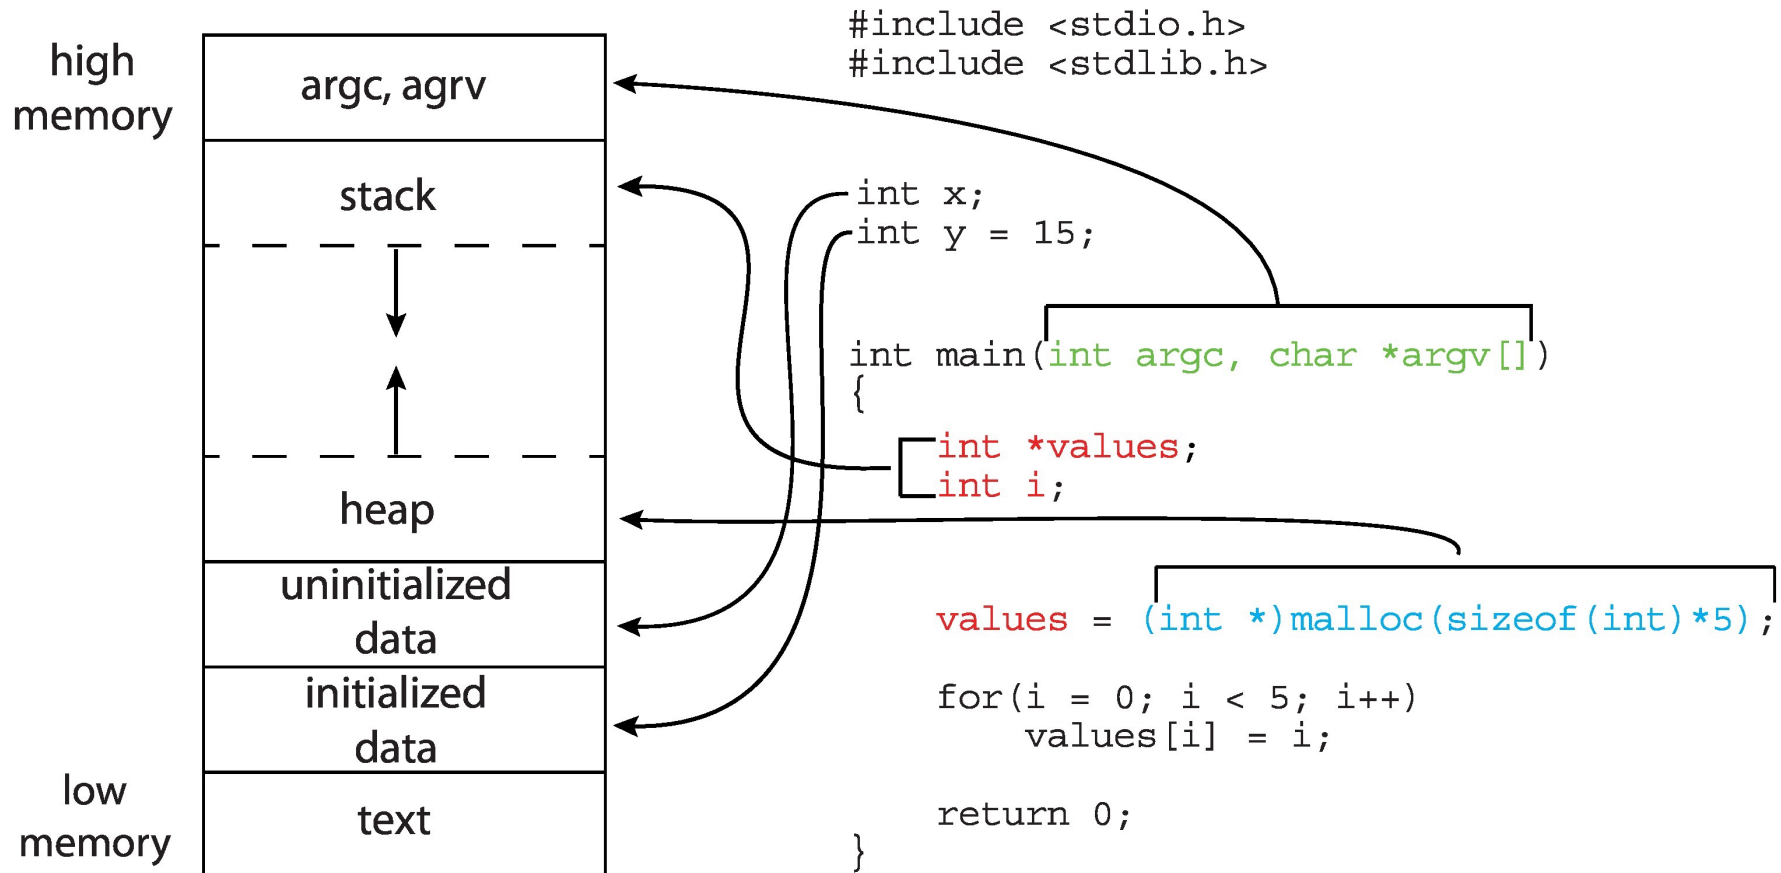 high
memory
argc, agrv
stack
heap
uninitialized
data
initialized
data
low
memory
text
#include <stdio.h>
#include <stdlib.h>
int x;
int y = 15;
int main(int argc, char *argv[])
{
int *values;
int i;
values = (int *)malloc(sizeof(int)*5);
for(i = 0; i < 5; i++)
values[i] = i;
return 0;
}